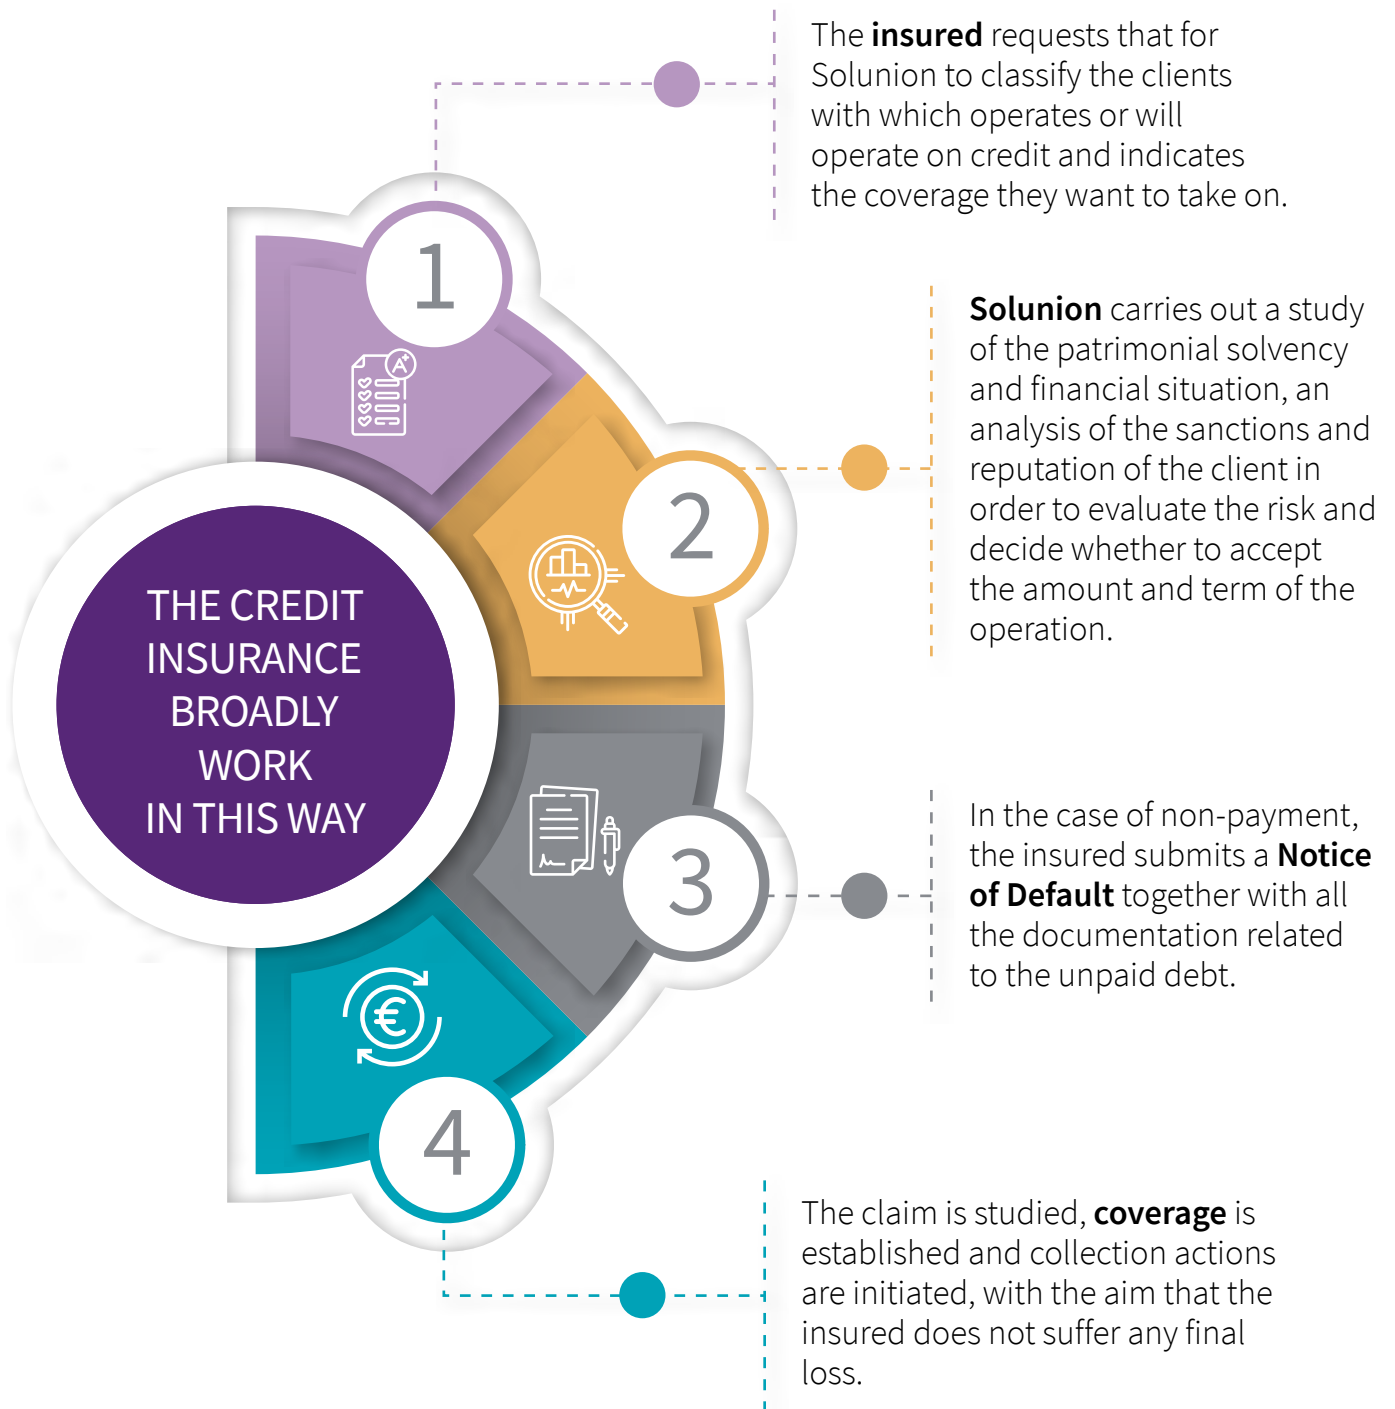 THE CREDIT
INSURANCE
BROADLY
WORK
IN THIS WAY
1
The insured requests that for
Solunion to classify the clients
with which operates or will
operate on credit and indicates
the coverage they want to take on.
A+
2
Solunion carries out a study
of the patrimonial solvency
and financial situation, an
analysis of the sanctions and
reputation of the client in
order to evaluate the risk and
decide whether to accept
the amount and term of the
operation.
3
In the case of non-payment,
the insured submits a Notice
of Default together with all
the documentation related
to the unpaid debt.
€
4
The claim is studied, coverage is
established and collection actions
are initiated, with the aim that the
insured does not suffer any final
loss.